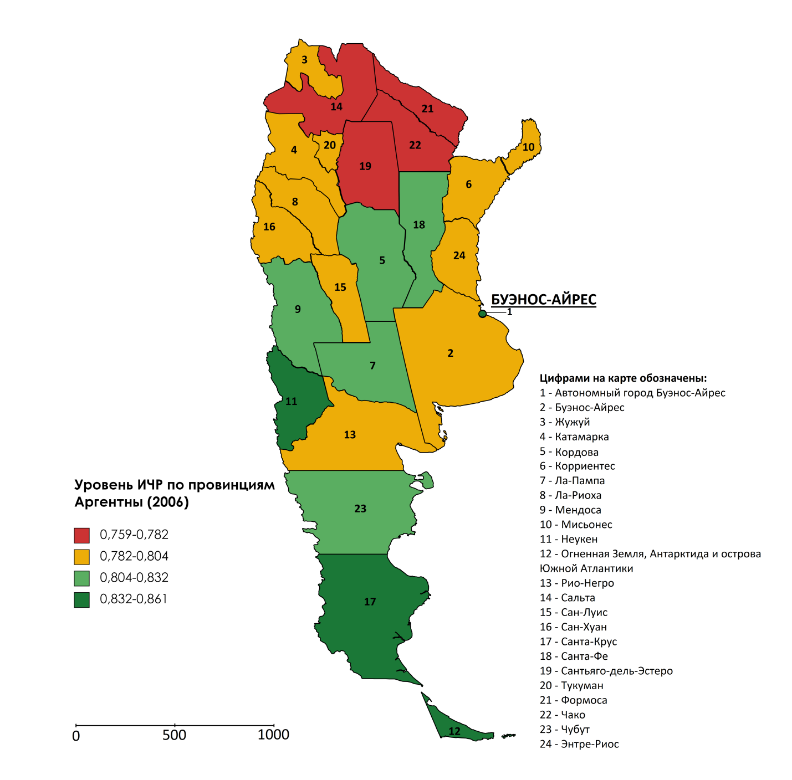 3
14
21
22
20
4
10
19
6
8
18
16
24
5
15
БУЭНОС-АЙРЕС
9
1
2
7
Цифрами на карте обозначены:
1 - Автономный город Буэнос-Айрес
11
2 - Буэнос-Айрес
3 - Жужуй
13
4 - Катамарка
5 - Кордова
6 - Корриентес
7 - Ла-Пампа
8 - Ла-Риоха
9 - Мендоса
10 - Мисьонес
11 - Неукен
12 - Огненная Земля, Антарктида и острова
Южной Атлантики
13 - Рио-Негро
14 - Сальта
15 - Сан-Луис
16 - Сан-Хуан
17 - Санта-Крус
18 - Санта-Фе
19 - Сантьяго-дель-Эстеро
20 - Тукуман
21 - Формоса
22 - Чако
23 - Чубут
24 - Энтре-Риос
Уровень ИЧР по провинциям
Аргентны (2006)
0,759-0,782
0,782-0,804
0,804-0,832
0,832-0,861
23
17
12
0
500
1000